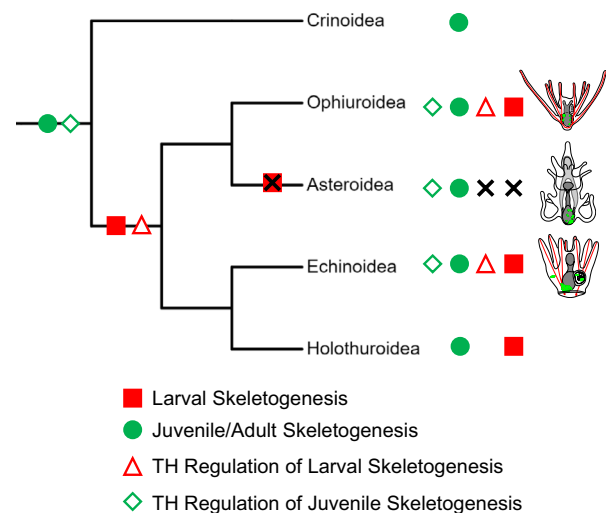 Crinoidea
Ophiuroidea
Asteroidea
Echinoidea
Holothuroidea
Larval Skeletogenesis
Juvenile/Adult Skeletogenesis
TH Regulation of Larval Skeletogenesis
TH Regulation of Juvenile Skeletogenesis